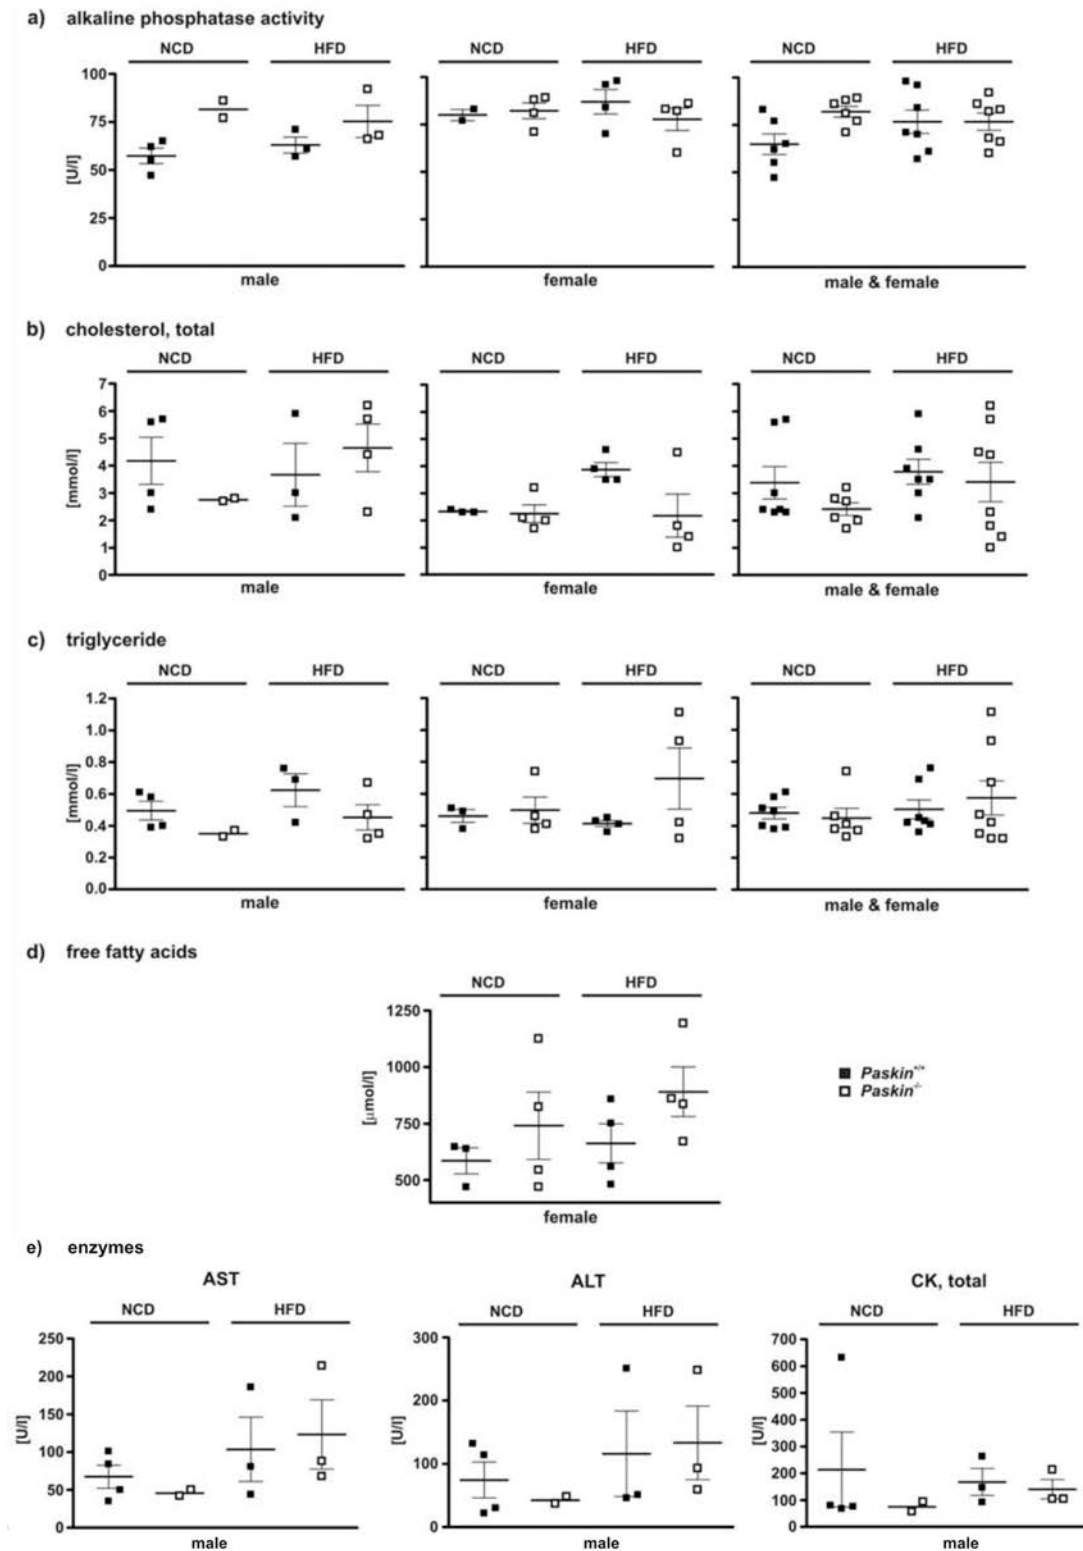 a) alkaline phosphatase activity
NCD HFD NCD HFD NCD HFD
100
75
50
25
0
[U/l]
male female male & female
b) cholesterol, total
NCD HFD NCD HFD NCD HFD
7
6
5
4
3
2
1
0
[mmol/l]
male female male & female
c) triglyceride
NCD HFD NCD HFD NCD HFD
1.2
1.0
0.8
0.6
0.4
0.2
0.0
[mmol/l]
male female male & female
d) free fatty acids
NCD HFD
1250
1000
750
500
[µmol/l]
female
Paskin+/+
Paskin-/-
e) enzymes
AST ALT CK, total
NCD HFD NCD HFD NCD HFD
250
200
150
100
50
0
[U/l]
male
300
200
100
0
[U/l]
male
700
600
500
400
300
200
100
0
[U/l]
male